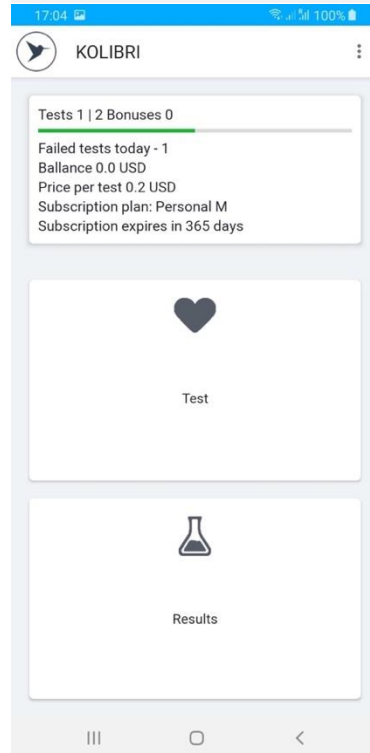 17:04 100%
KOLIBRI
Tests 1 | 2 Bonuses 0
Failed tests today - 1
Ballance 0.0 USD
Price per test 0.2 USD
Subscription plan: Personal M
Subscription expires in 365 days
Test
Results